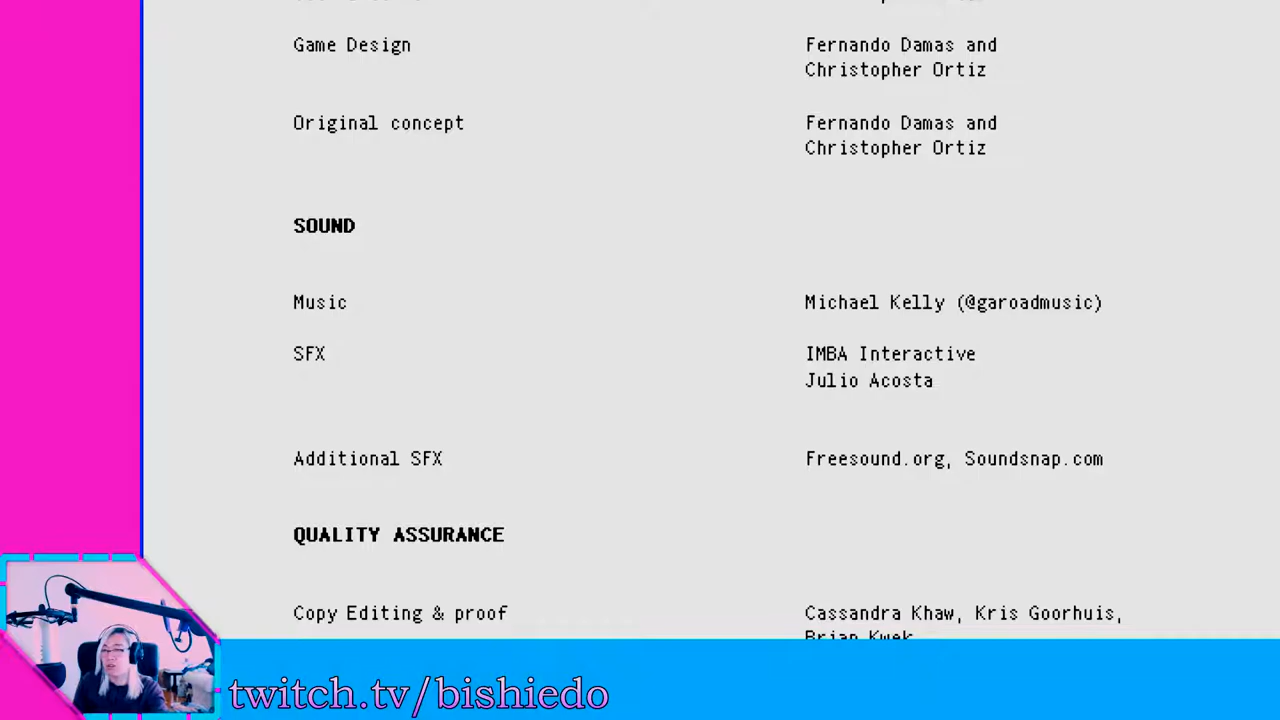 Game Design Fernando Damas and
Christopher Ortiz
Original concept Fernando Damas and
Christopher Ortiz
SOUND
Music Michael Kelly (@garoadmusic)
SFX IMBA Interactive
Julio Acosta
Additional SFX Freesound.org, Soundsnap.com
QUALITY ASSURANCE
Copy Editing & proof Cassandra Khaw, Kris Goorhuis,
Brian Kwek
twitch.tv/bishiedo